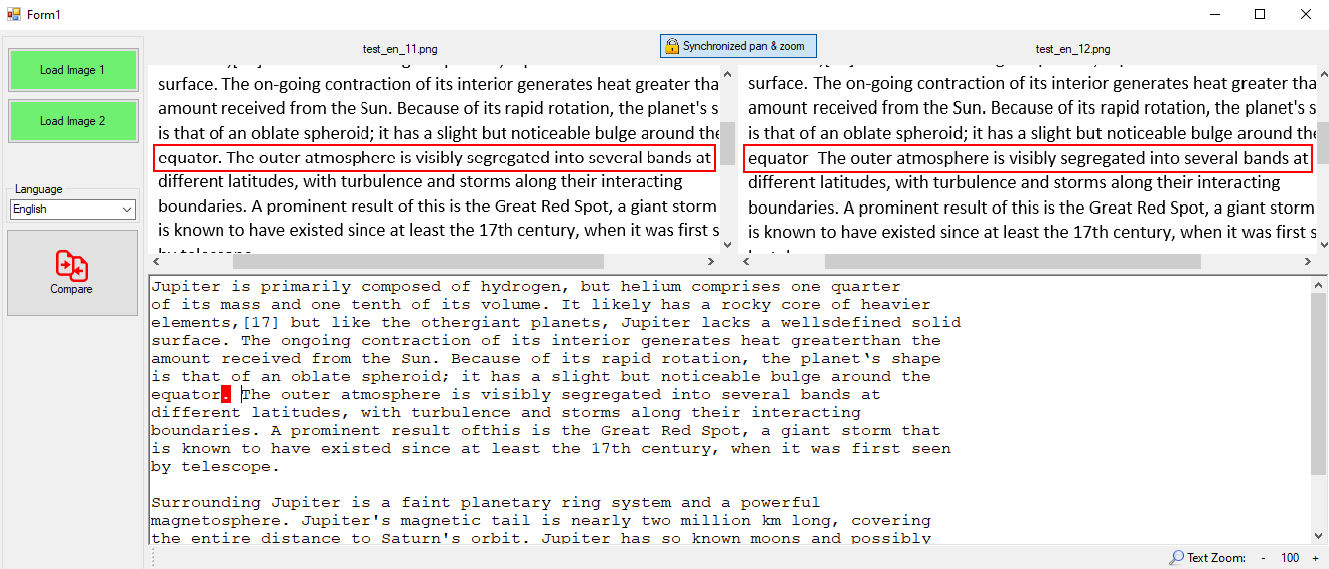 Form1
Load Image 1
Load Image 2
Language
English
Compare
test_en_11.png
Synchronized pan & zoom
test_en_12.png
surface. The on-going contraction of its interior generates heat greater tha
amount received from the Sun. Because of its rapid rotation, the planet's s
is that of an oblate spheroid; it has a slight but noticeable bulge around the
equator. The outer atmosphere is visibly segregated into several bands at
different latitudes, with turbulence and storms along their interacting
boundaries. A prominent result of this is the Great Red Spot, a giant storm
is known to have existed since at least the 17th century, when it was first s
by telescope.
surface. The on-going contraction of its interior generates heat greater tha
amount received from the Sun. Because of its rapid rotation, the planet's s
is that of an oblate spheroid; it has a slight but noticeable bulge around the
equator  The outer atmosphere is visibly segregated into several bands at
different latitudes, with turbulence and storms along their interacting
boundaries. A prominent result of this is the Great Red Spot, a giant storm
is known to have existed since at least the 17th century, when it was first s
Jupiter is primarily composed of hydrogen, but helium comprises one quarter
of its mass and one tenth of its volume. It likely has a rocky core of heavier
elements,[17] but like the othergiant planets, Jupiter lacks a wellsdefined solid
surface. The ongoing contraction of its interior generates heat greaterthan the
amount received from the Sun. Because of its rapid rotation, the planet‘s shape
is that of an oblate spheroid; it has a slight but noticeable bulge around the
equator. The outer atmosphere is visibly segregated into several bands at
different latitudes, with turbulence and storms along their interacting
boundaries. A prominent result ofthis is the Great Red Spot, a giant storm that
is known to have existed since at least the 17th century, when it was first seen
by telescope.
Surrounding Jupiter is a faint planetary ring system and a powerful
magnetosphere. Jupiter's magnetic tail is nearly two million km long, covering
the entire distance to Saturn's orbit. Jupiter has so known moons and possibly
Text Zoom: - 100 +